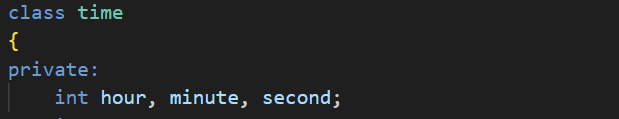 class time
{
private:
    int hour, minute, second;